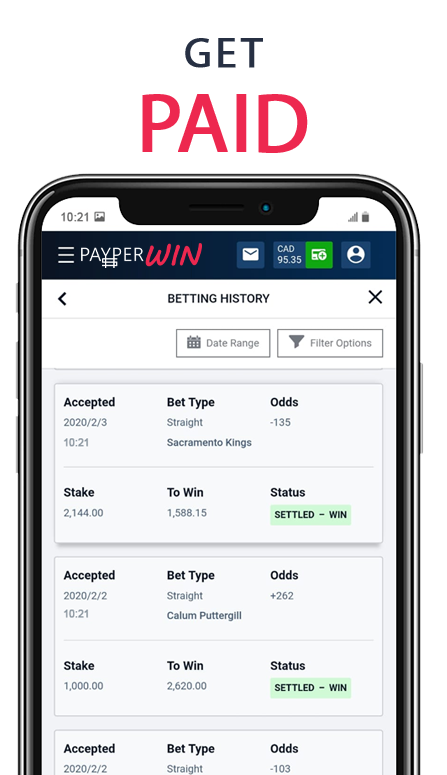 GET
PAID
10:21
PAYPERWIN
CAD
95.35
BETTING HISTORY
Date Range
Filter Options
Accepted Bet Type Odds
2020/2/3 Straight -135
10:21 Sacramento Kings
Stake To Win Status
2,144.00 1,588.15 SETTLED – WIN
Accepted Bet Type Odds
2020/2/2 Straight +262
10:21 Calum Puttergill
Stake To Win Status
1,000.00 2,620.00 SETTLED – WIN
Accepted Bet Type Odds
2020/2/2 Straight -103